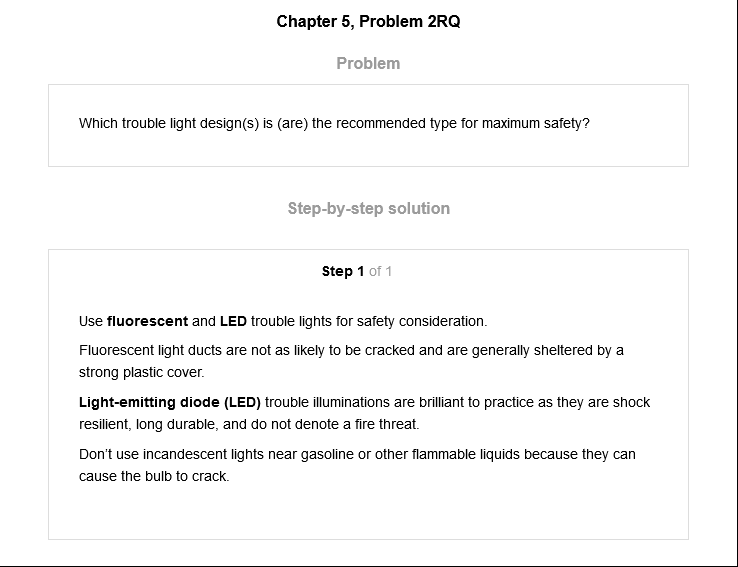 Chapter 5, Problem 2RQ
Problem
Which trouble light design(s) is (are) the recommended type for maximum safety?
Step-by-step solution
Step 1 of 1
Use fluorescent and LED trouble lights for safety consideration.
Fluorescent light ducts are not as likely to be cracked and are generally sheltered by a
strong plastic cover.
Light-emitting diode (LED) trouble illuminations are brilliant to practice as they are shock
resilient, long durable, and do not denote a fire threat.
Don't use incandescent lights near gasoline or other flammable liquids because they can
cause the bulb to crack.